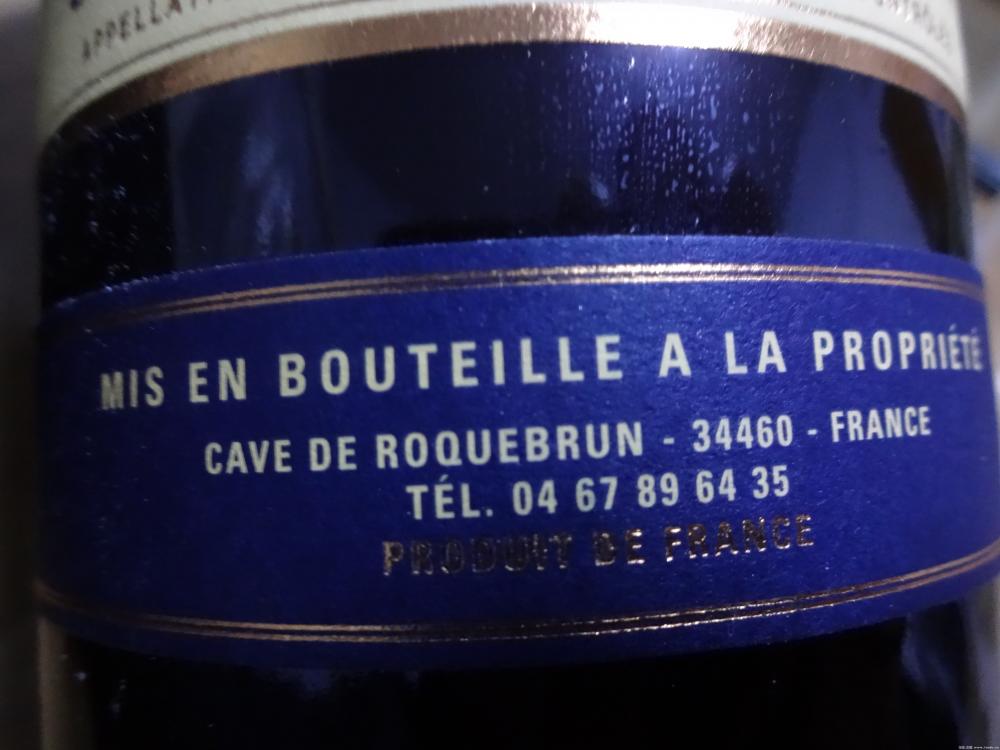 MIS EN BOUTEILLE A LA PROPRIÉTÉ
CAVE DE ROQUEBRUN - 34460 - FRANCE
TÉL. 04 67 89 64 35
PRODUIT DE FRANCE